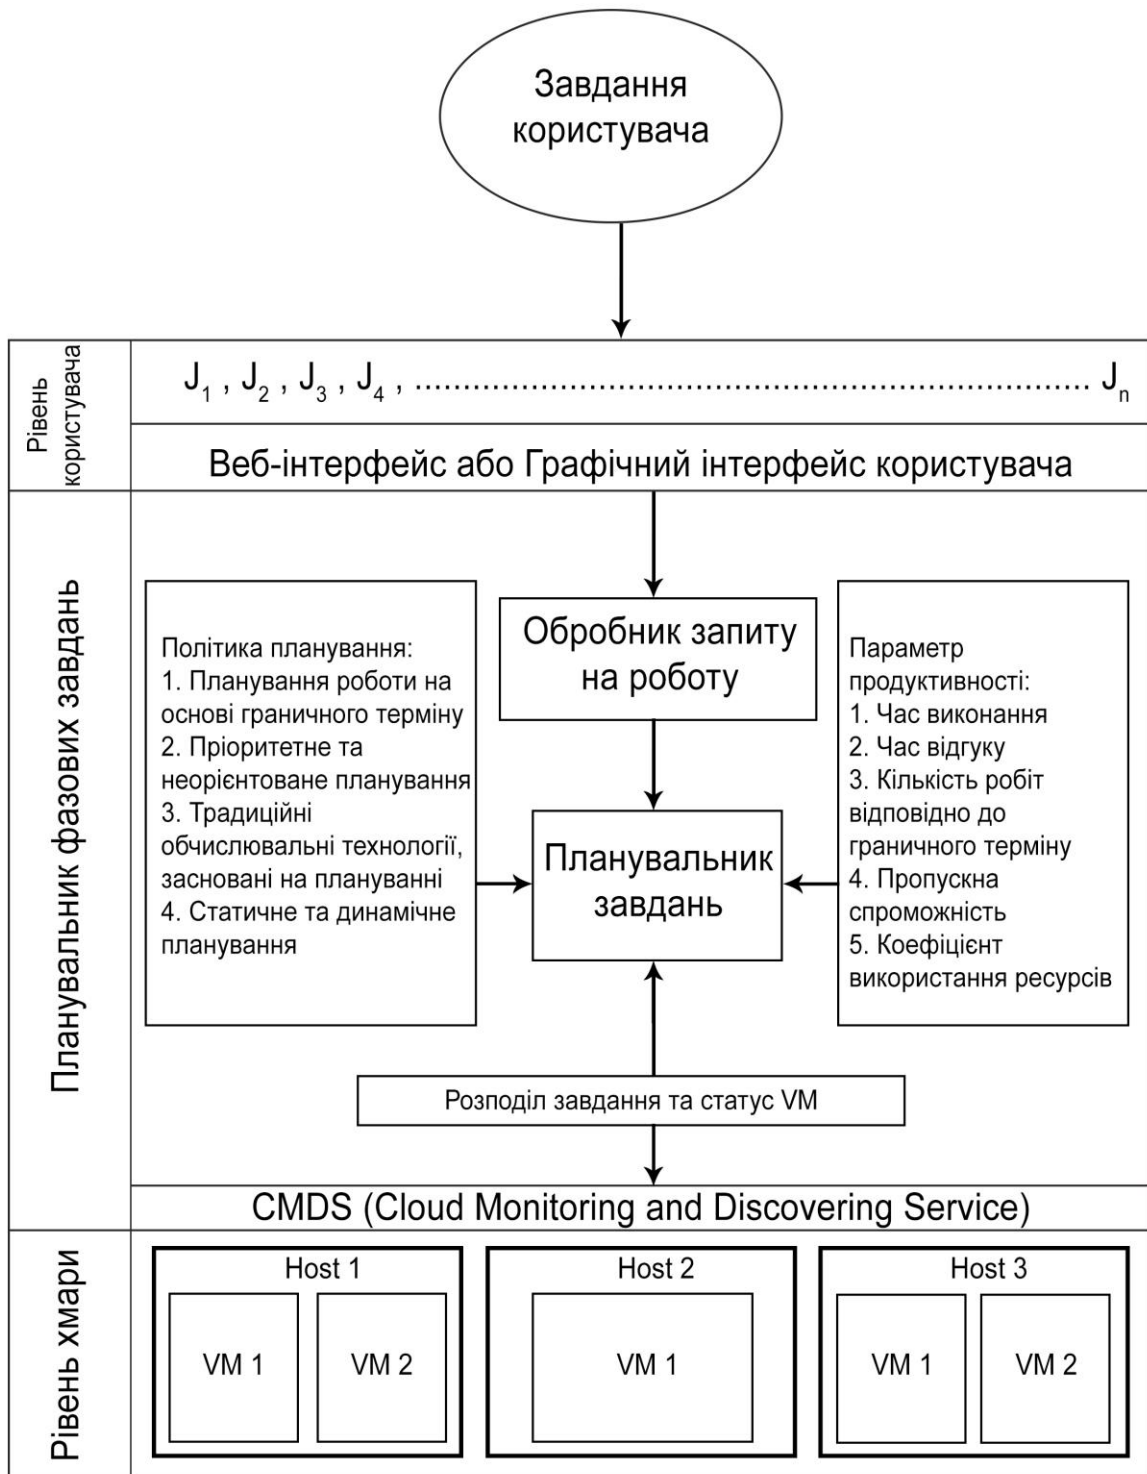 Завдання
користувача
Рівень
користувача
J1 , J2 , J3 , J4 , ........................................................................ Jn
Веб-інтерфейс або Графічний інтерфейс користувача
Планувальник фазових завдань
Політика планування:
1. Планування роботи на
основі граничного терміну
2. Пріоритетне та
неорієнтоване планування
3. Традиційні
обчислювальні технології,
засновані на плануванні
4. Статичне та динамічне
планування
Обробник запиту
на роботу
Планувальник
завдань
Параметр
продуктивності:
1. Час виконання
2. Час відгуку
3. Кількість робіт
відповідно до
граничного терміну
4. Пропускна
спроможність
5. Коефіцієнт
використання ресурсів
Розподіл завдання та статус VM
CMDS (Cloud Monitoring and Discovering Service)
Рівень хмари
Host 1
VM 1
VM 2
Host 2
VM 1
Host 3
VM 1
VM 2